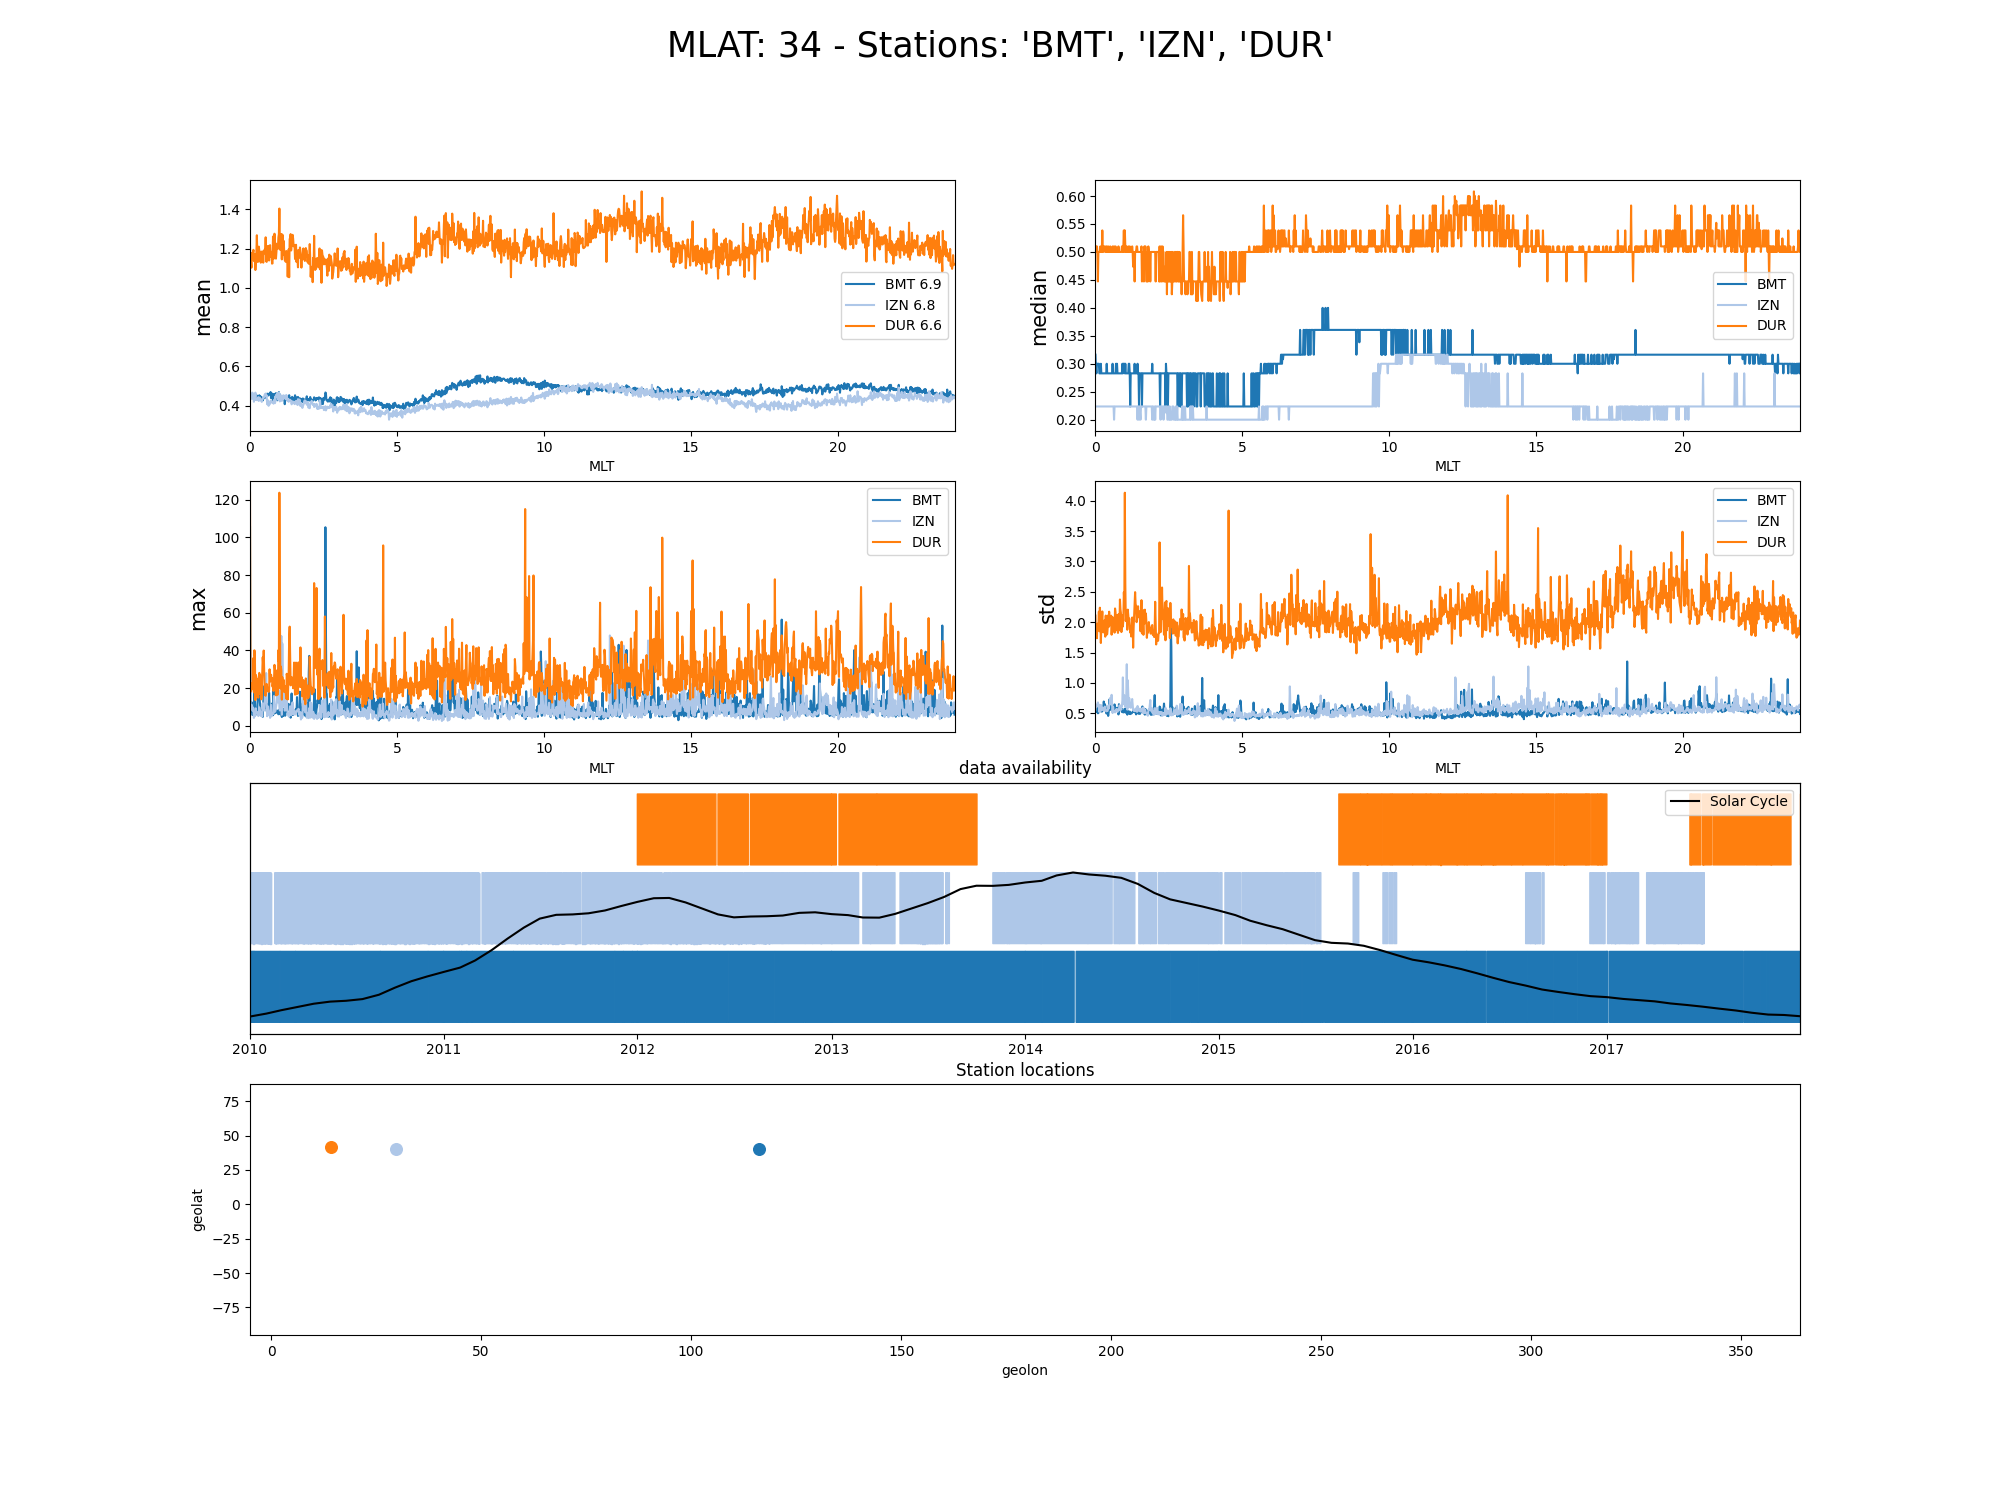 MLAT: 34 - Stations: 'BMT', 'IZN', 'DUR'
mean
1.4
1.2
1.0
0.8
0.6
0.4
BMT 6.9
IZN 6.8
DUR 6.6
0 5 10 15 20
MLT
median
0.60
0.55
0.50
0.45
0.40
0.35
0.30
0.25
0.20
BMT
IZN
DUR
0 5 10 15 20
MLT
max
120
100
80
60
40
20
0
BMT
IZN
DUR
0 5 10 15 20
MLT
std
4.0
3.5
3.0
2.5
2.0
1.5
1.0
0.5
BMT
IZN
DUR
0 5 10 15 20
MLT
data availability
Solar Cycle
2010 2011 2012 2013 2014 2015 2016 2017
Station locations
geolat
75
50
25
0
−25
−50
−75
0 50 100 150 200 250 300 350
geolon